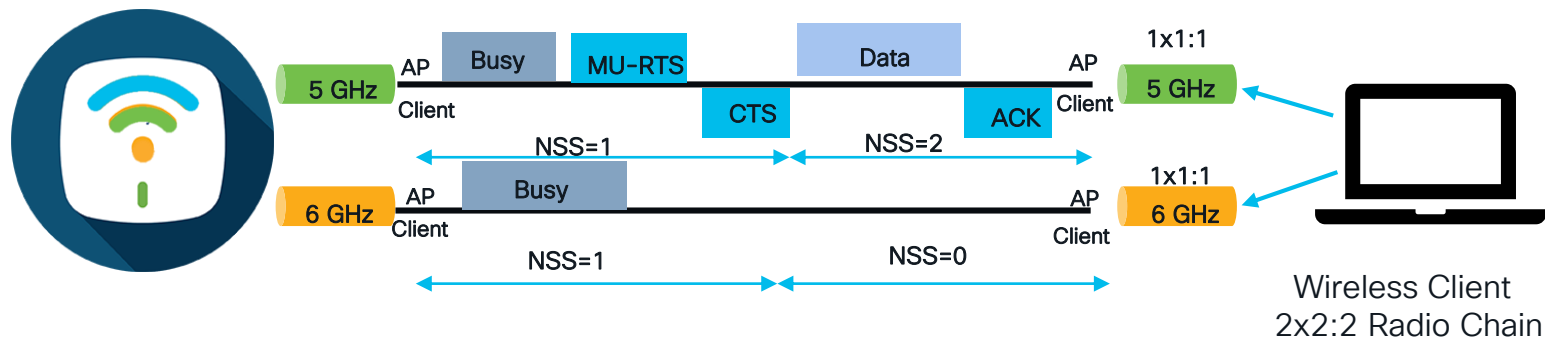 1x1:1
Busy
MU-RTS
Data
AP
AP
5 GHz
5 GHz
Client
Client
CTS
ACK
NSS=1
NSS=2
Busy
1x1:1
AP
AP
6 GHz
6 GHz
Client
Client
NSS=1
NSS=0
Wireless Client
2x2:2 Radio Chain